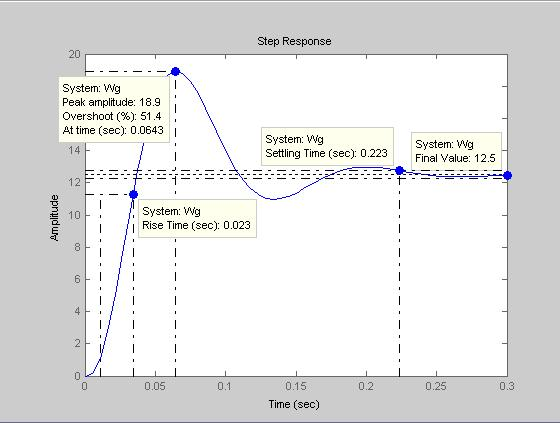 Step Response
20
System: Wg
Peak amplitude: 18.9
Overshoot (%): 51.4
At time (sec): 0.0643
System: Wg
Settling Time (sec): 0.223
System: Wg
Final Value: 12.5
System: Wg
Rise Time (sec): 0.023
14
12
10
8
6
4
2
0
Amplitude
0
0.05
0.1
0.15
0.2
0.25
0.3
Time (sec)